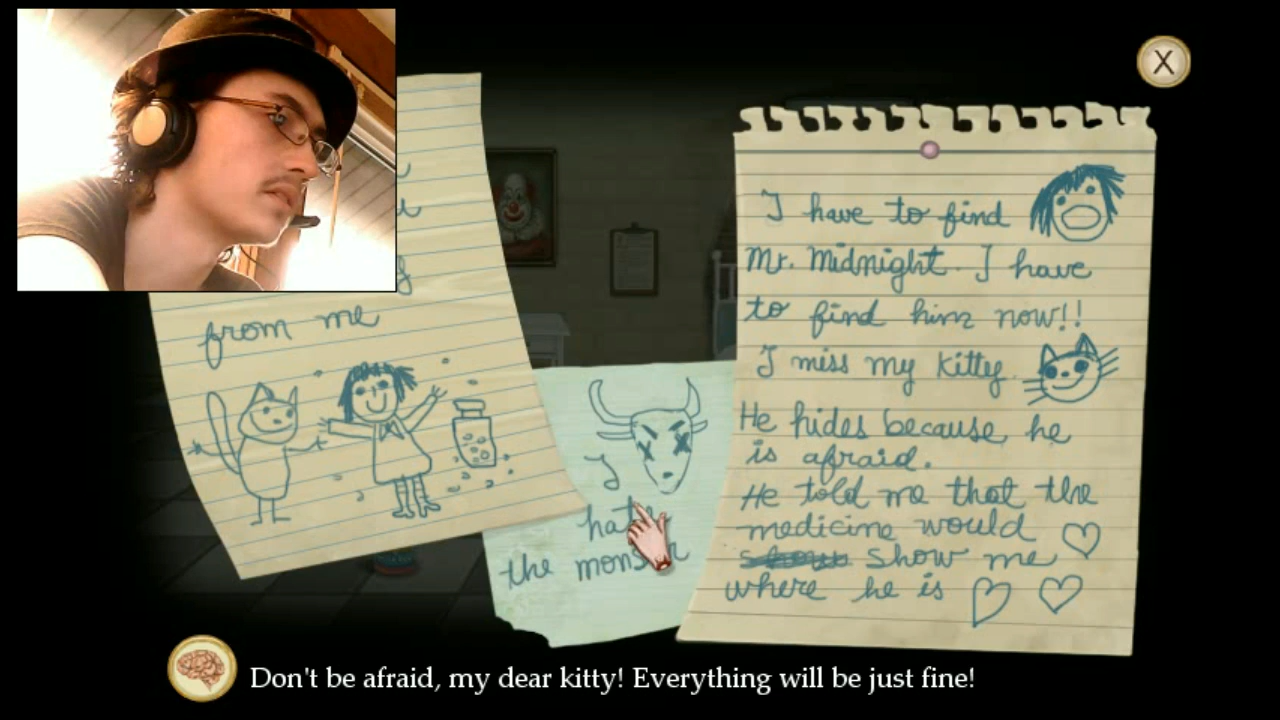 from me
I
hate
the monster
I have to find
Mr. Midnight. I have
to find him now!!
I miss my Kitty.
He hides because he
is afraid.
He told me that the
medicine would
show me
where he is
X
Don't be afraid, my dear kitty! Everything will be just fine!